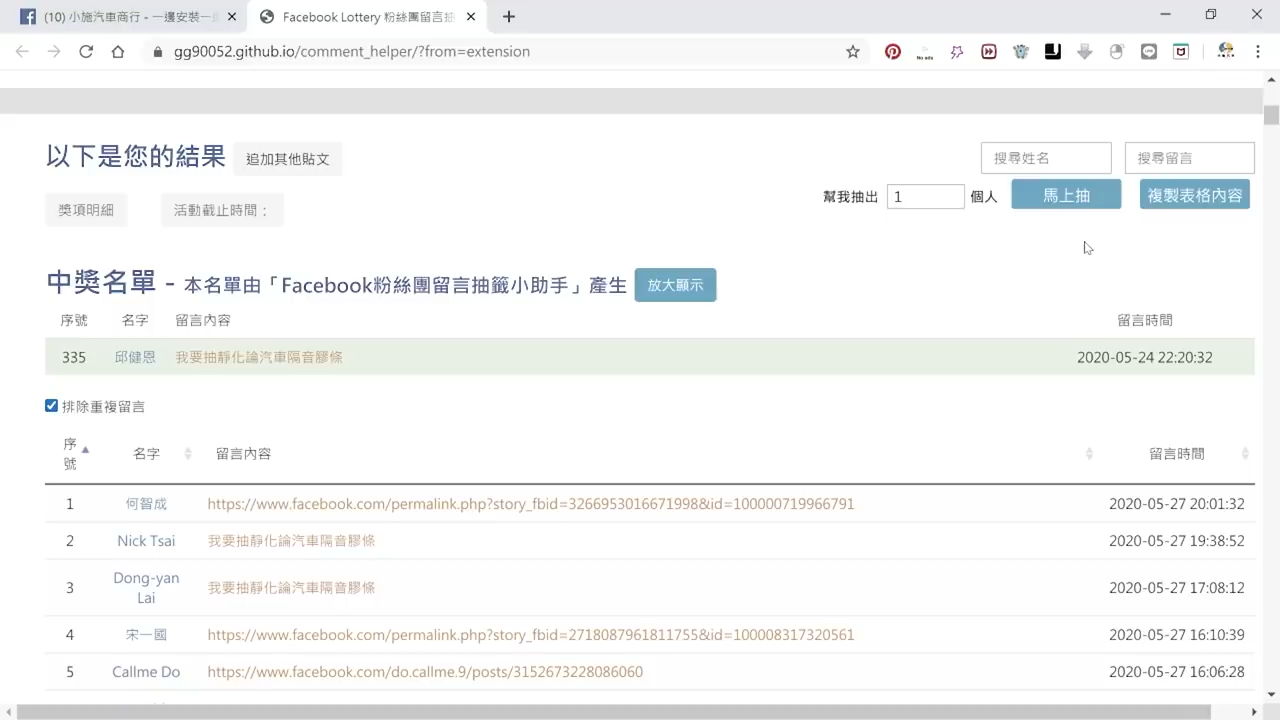 (10) 小施汽車商行 - 一邊安裝一
Facebook Lottery 粉絲團留言抽
gg90052.github.io/comment_helper/?from=extension
No ads
以下是您的結果 追加其他貼文
搜尋姓名 搜尋留言
獎項明細 活動截止時間：
幫我抽出 1 個人 馬上抽 複製表格內容
中獎名單 - 本名單由「Facebook粉絲團留言抽籤小助手」產生 放大顯示
序號 名字 留言內容 留言時間
335 邱健恩 我要抽靜化論汽車隔音膠條 2020-05-24 22:20:32
排除重複留言
序號 名字 留言內容 留言時間
1 何智成 https://www.facebook.com/permalink.php?story_fbid=3266953016671998&id=100000719966791 2020-05-27 20:01:32
2 Nick Tsai 我要抽靜化論汽車隔音膠條 2020-05-27 19:38:52
3 Dong-yan Lai 我要抽靜化論汽車隔音膠條 2020-05-27 17:08:12
4 宋一國 https://www.facebook.com/permalink.php?story_fbid=2718087961811755&id=100008317320561 2020-05-27 16:10:39
5 Callme Do https://www.facebook.com/do.callme.9/posts/3152673228086060 2020-05-27 16:06:28